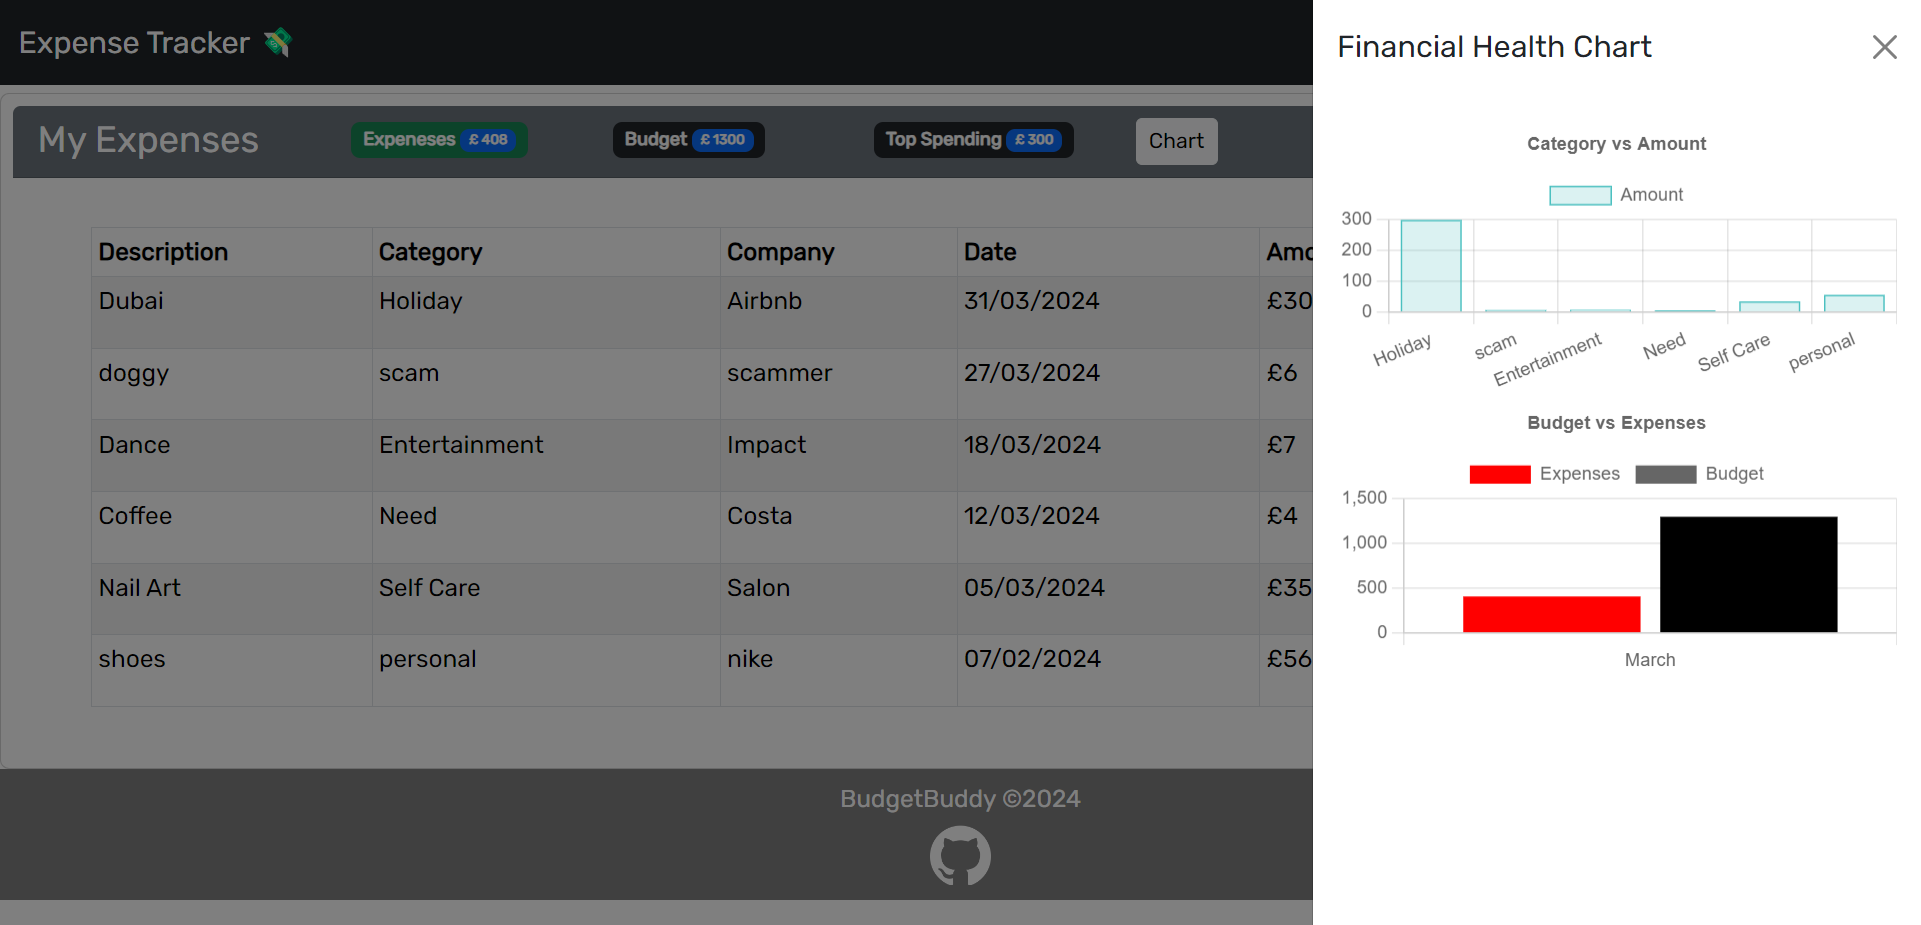 Expense Tracker 💸
My Expenses
Expeneses £ 408
Budget £ 1300
Top Spending £ 300
Chart
Description Category Company Date Amo
Dubai Holiday Airbnb 31/03/2024 £30
doggy scam scammer 27/03/2024 £6
Dance Entertainment Impact 18/03/2024 £7
Coffee Need Costa 12/03/2024 £4
Nail Art Self Care Salon 05/03/2024 £35
shoes personal nike 07/02/2024 £56
BudgetBuddy ©2024
Financial Health Chart
Category vs Amount
Amount
300
200
100
0
Holiday scam Entertainment Need Self Care personal
Budget vs Expenses
Expenses Budget
1,500
1,000
500
0
March